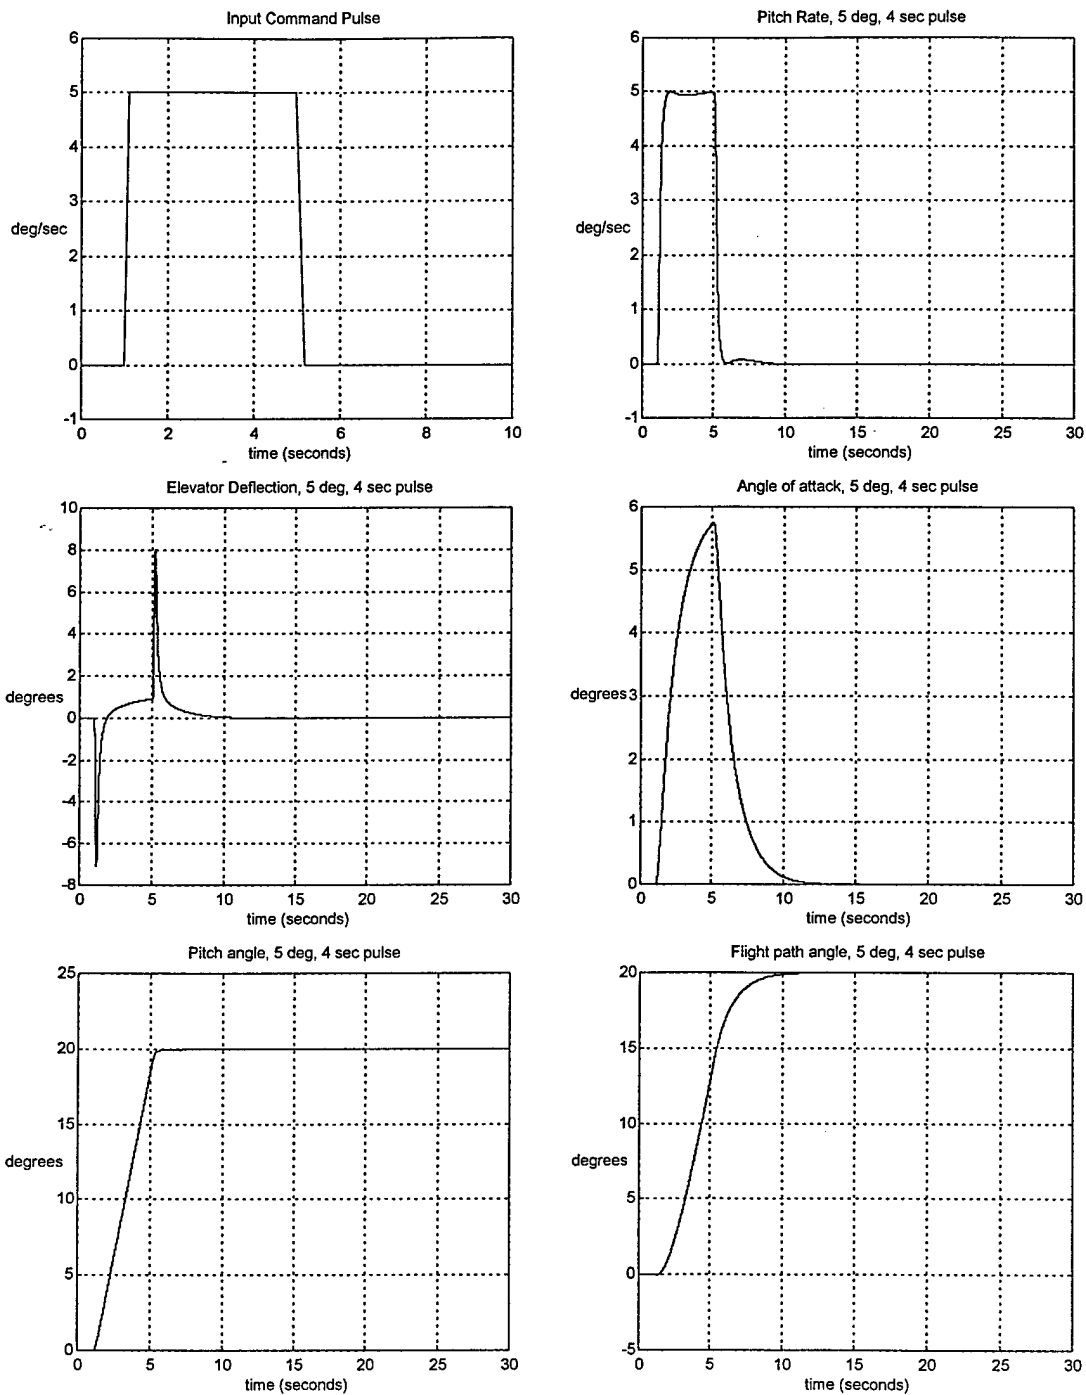 Input Command Pulse
6
5
4
3
deg/sec
2
1
0
-1
0 2 4 6 8 10
time (seconds)
Pitch Rate, 5 deg, 4 sec pulse
6
5
4
3
deg/sec
2
1
0
-1
0 5 10 15 20 25 30
time (seconds)
Elevator Deflection, 5 deg, 4 sec pulse
10
8
6
4
2
degrees
0
-2
-4
-6
-8
0 5 10 15 20 25 30
time (seconds)
Angle of attack, 5 deg, 4 sec pulse
6
5
4
degrees 3
2
1
0
0 5 10 15 20 25 30
time (seconds)
Pitch angle, 5 deg, 4 sec pulse
25
20
15
degrees
10
5
0
0 5 10 15 20 25 30
time (seconds)
Flight path angle, 5 deg, 4 sec pulse
20
15
10
degrees
5
0
-5
0 5 10 15 20 25 30
time (seconds)